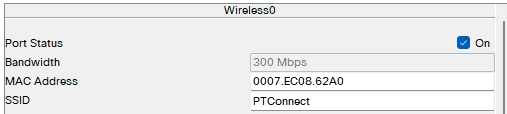 Wireless0
Port Status On
Bandwidth 300 Mbps
MAC Address 0007.EC08.62A0
SSID PTConnect